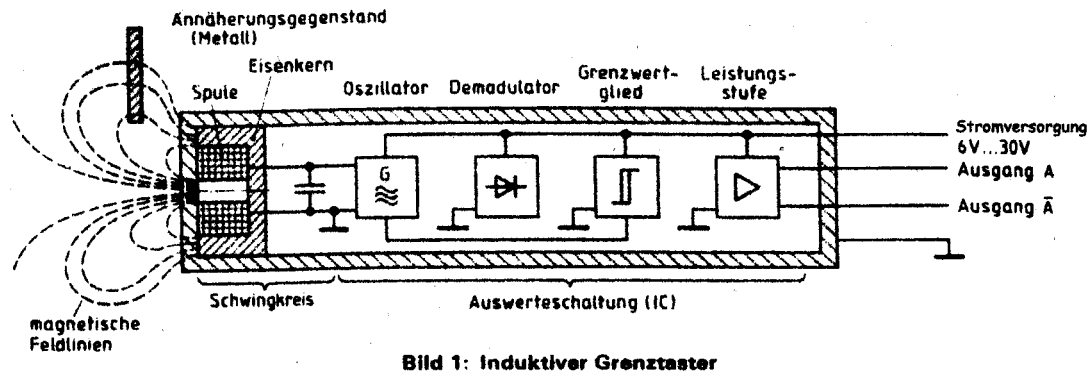 Annäherungsgegenstand
(Metall)
Eisenkern
Spule
Oszillator
Demadulator
Grenzwert-
glied
Leistungs-
stufe
G
Stromversorgung
6V...30V
Ausgang A
Ausgang Ā
Schwingkreis
Auswerteschaltung (IC)
magnetische
Feldlinien
Bild 1: Induktiver Grenztaster